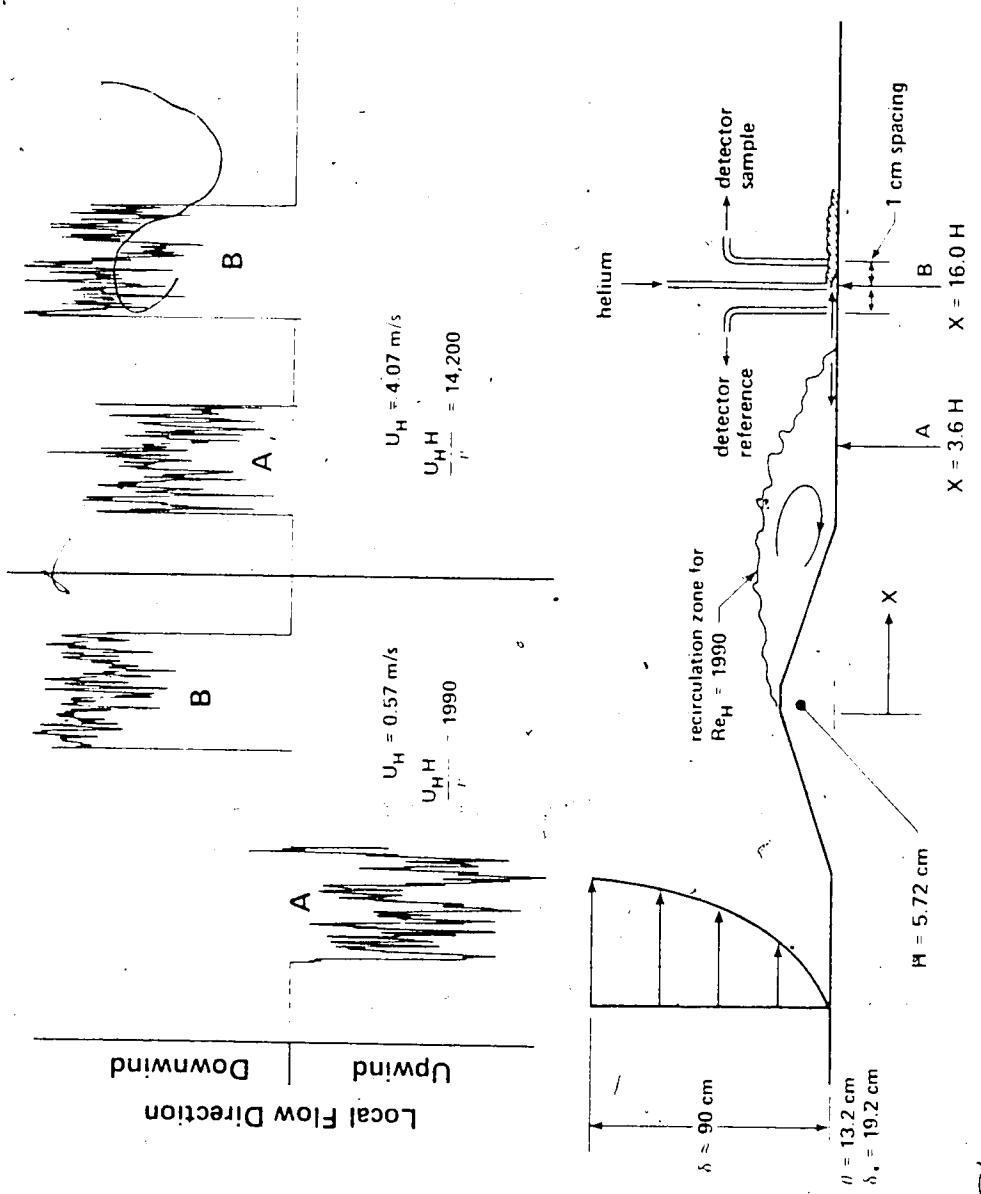 Local Flow Direction
Upwind
Downwind
A
B
A
B
U_H = 0.57 m/s
U_H H
1990
U_H = 4.07 m/s
U_H H
= 14,200
helium
detector
reference
detector
sample
recirculation zone for
Re_H = 1990
1 cm spacing
δ ≈ 90 cm
= 13.2 cm
= 19.2 cm
H = 5.72 cm
X
A
X = 3.6 H
B
X = 16.0 H